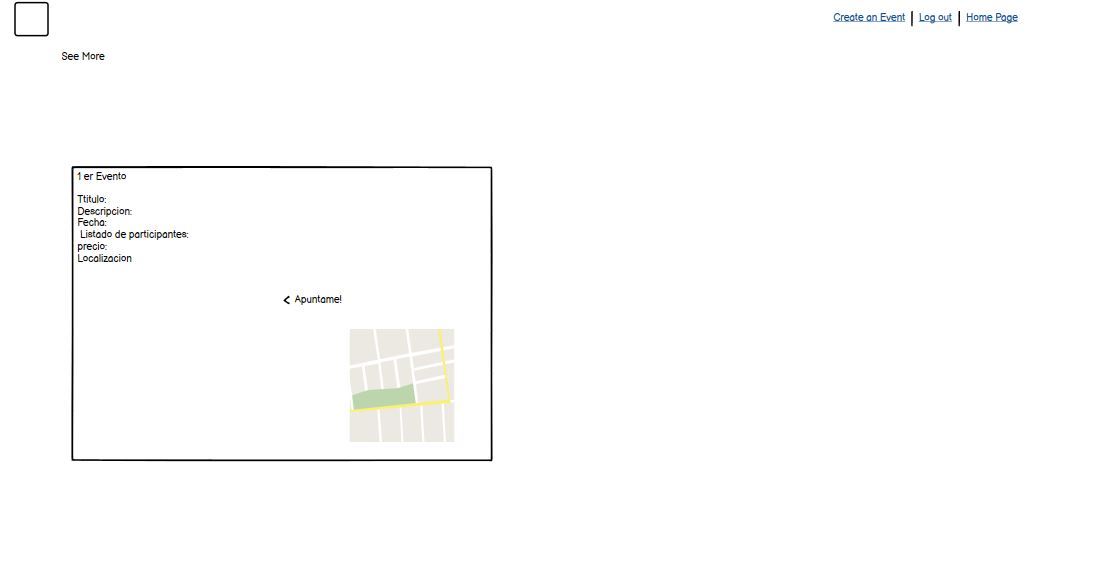 Create an Event | Log out | Home Page
See More
1 er Evento
Ttitulo:
Descripcion:
Fecha:
Listado de participantes:
precio:
Localizacion
< Apuntame!